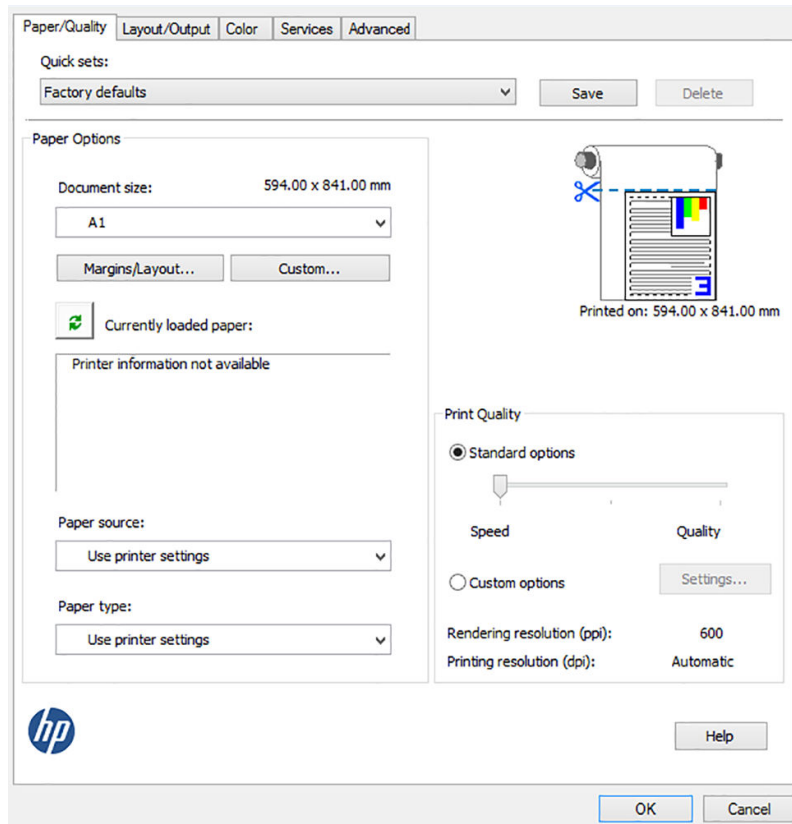 Paper/Quality Layout/Output Color Services Advanced
Quick sets:
Factory defaults
Save Delete
Paper Options
Document size: 594.00 x 841.00 mm
A1
Margins/Layout... Custom...
Currently loaded paper:
Printer information not available
Paper source:
Use printer settings
Paper type:
Use printer settings
Printed on: 594.00 x 841.00 mm
Print Quality
Standard options
Speed Quality
Custom options Settings...
Rendering resolution (ppi): 600
Printing resolution (dpi): Automatic
hp
Help
OK Cancel